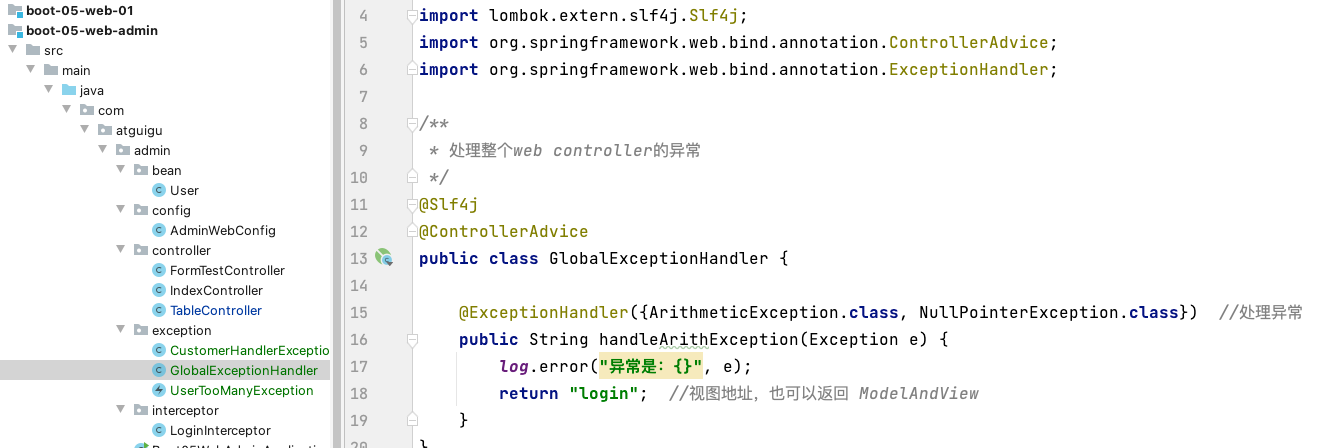 boot-05-web-01
boot-05-web-admin
src
main
java
com
atguigu
admin
bean
User
config
AdminWebConfig
controller
FormTestController
IndexController
TableController
exception
CustomerHandlerExceptio
GlobalExceptionHandler
UserTooManyException
interceptor
LoginInterceptor
4 import lombok.extern.slf4j.Slf4j;
5 import org.springframework.web.bind.annotation.ControllerAdvice;
6 import org.springframework.web.bind.annotation.ExceptionHandler;
7
8 /**
9 * 处理整个web controller的异常
10 */
11 @Slf4j
12 @ControllerAdvice
13 public class GlobalExceptionHandler {
14
15 @ExceptionHandler({ArithmeticException.class, NullPointerException.class}) //处理异常
16 public String handleArithException(Exception e) {
17 log.error("异常是：{}", e);
18 return "login"; //视图地址，也可以返回 ModelAndView
19 }
20 }